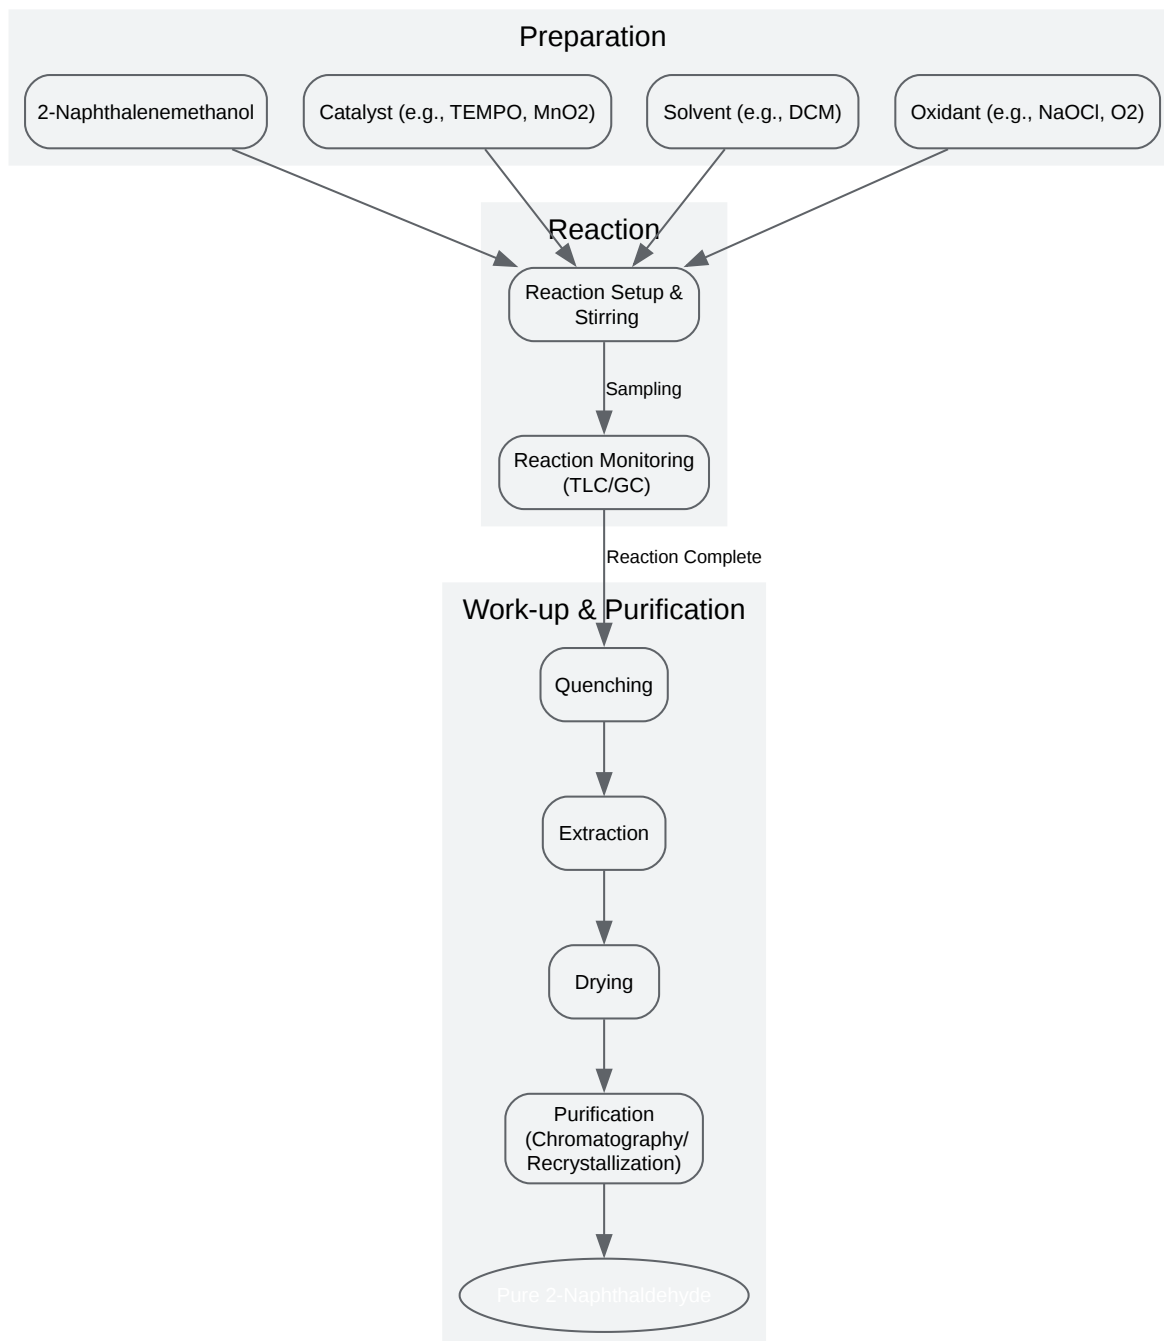 Preparation
2-Naphthalenemethanol
Catalyst (e.g., TEMPO, MnO2)
Solvent (e.g., DCM)
Oxidant (e.g., NaOCl, O2)
Reaction
Reaction Setup &
Stirring
Sampling
Reaction Monitoring
(TLC/GC)
Reaction Complete
Work-up & Purification
Quenching
Extraction
Drying
Purification
(Chromatography/
Recrystallization)
Pure 2-Naphthaldehyde